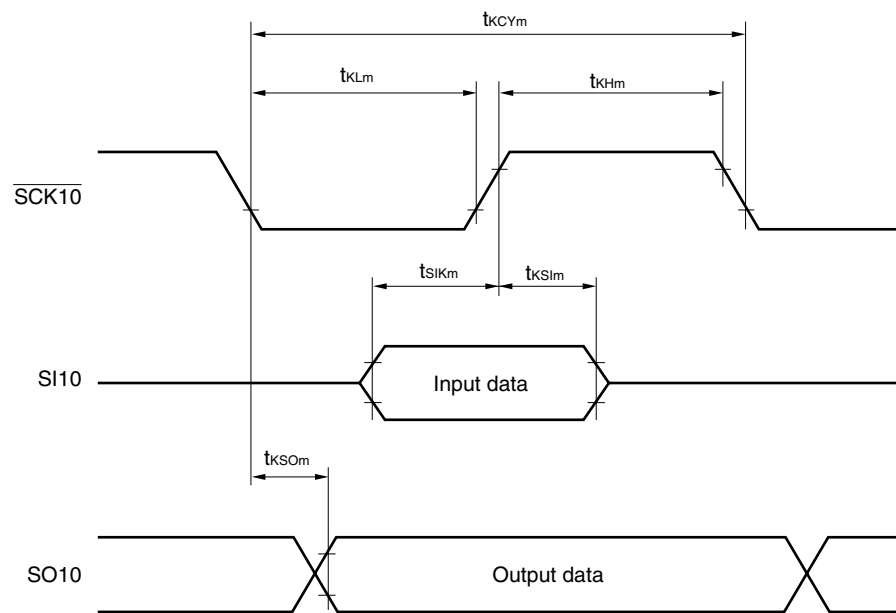 tKCYm
tKLm
tKHm
SCK10
tSIKm
tKSIm
SI10
Input data
tKSOm
SO10
Output data